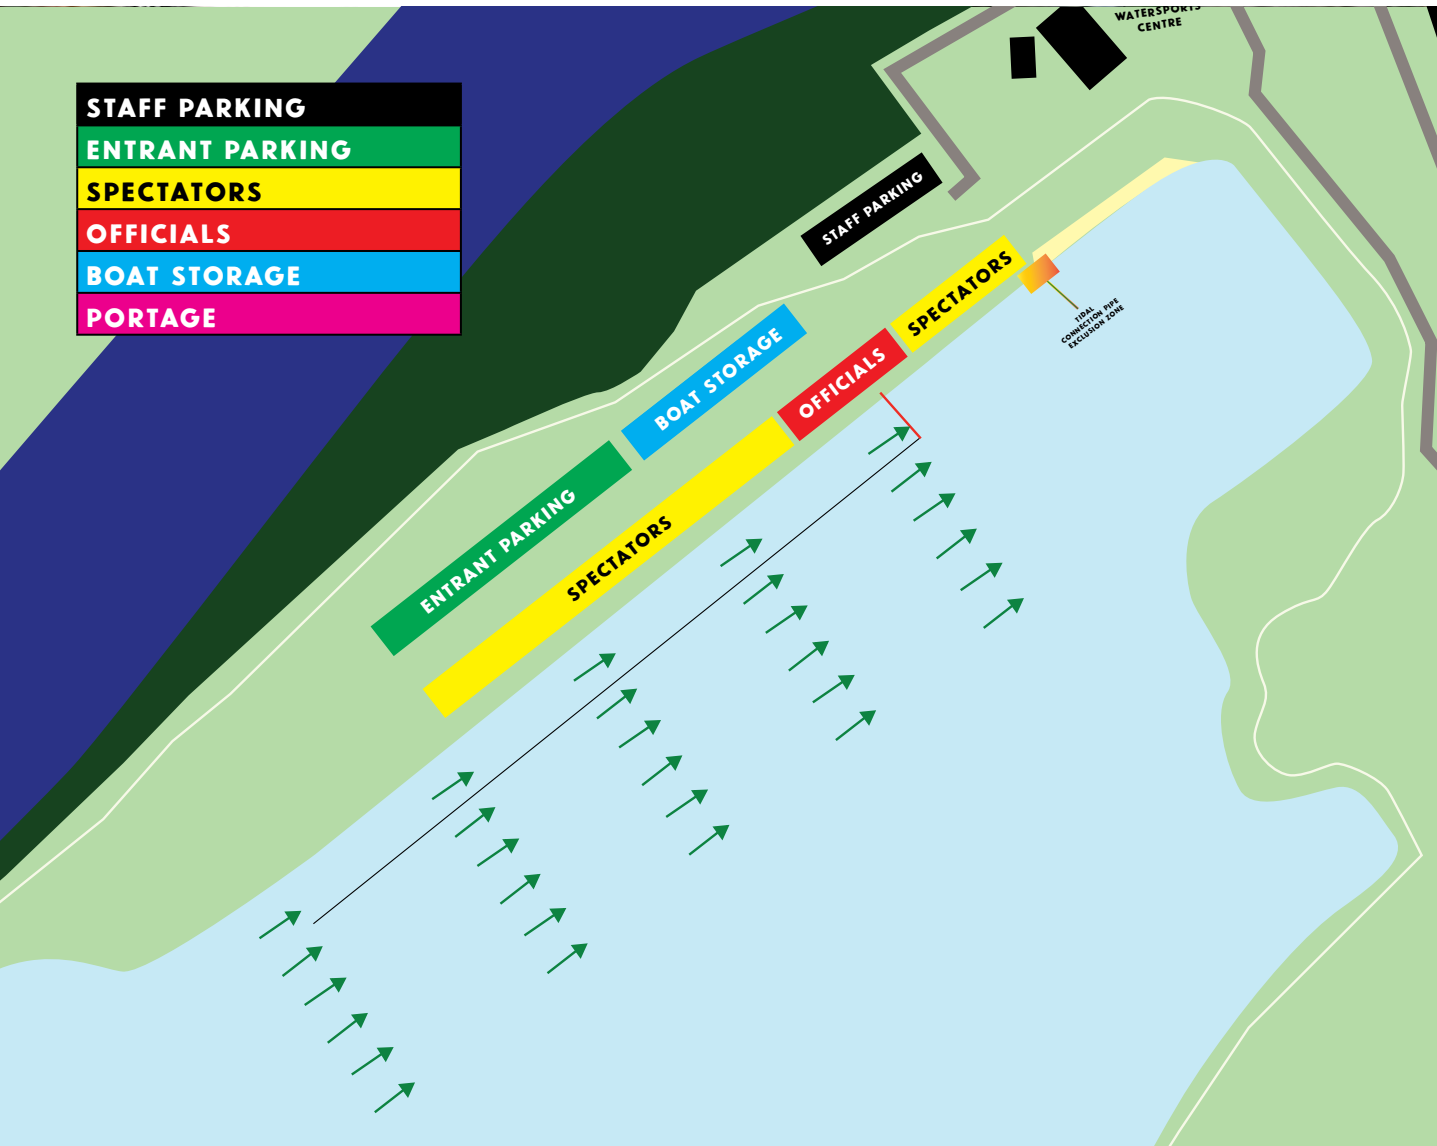 WATERSPORTS
CENTRE
STAFF PARKING
ENTRANT PARKING
SPECTATORS
OFFICIALS
BOAT STORAGE
PORTAGE
STAFF PARKING
SPECTATORS
TIDAL
CONNECTION PIPE
EXCLUSION ZONE
BOAT STORAGE
OFFICIALS
ENTRANT PARKING
SPECTATORS